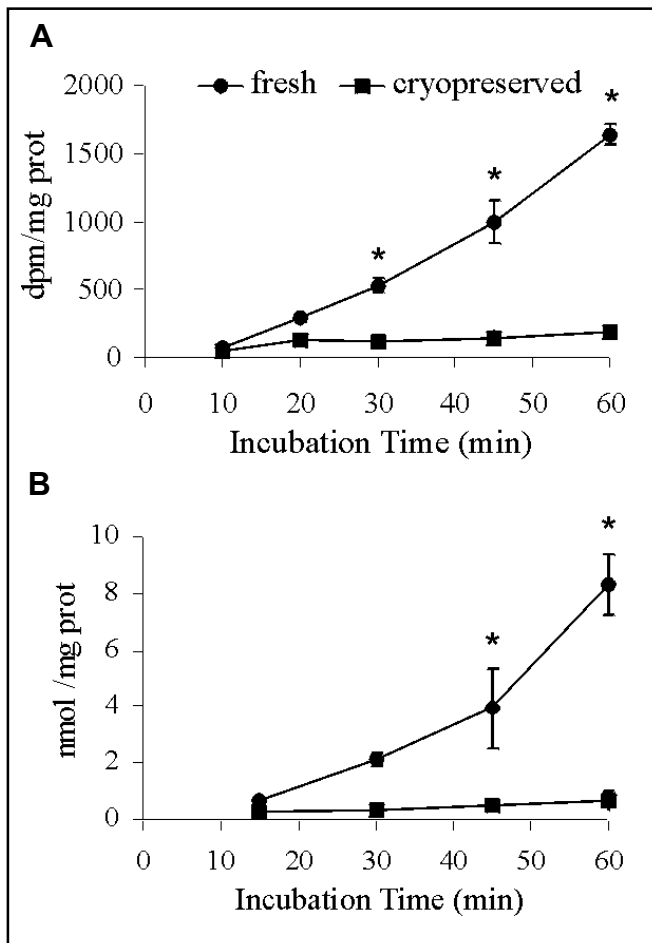 A
fresh cryopreserved
2000
*
1500
*
dpm/mg prot
1000
*
500
0
0 10 20 30 40 50 60
Incubation Time (min)
B
10
*
8
*
nmol /mg prot
6
4
2
0
0 10 20 30 40 50 60
Incubation Time (min)